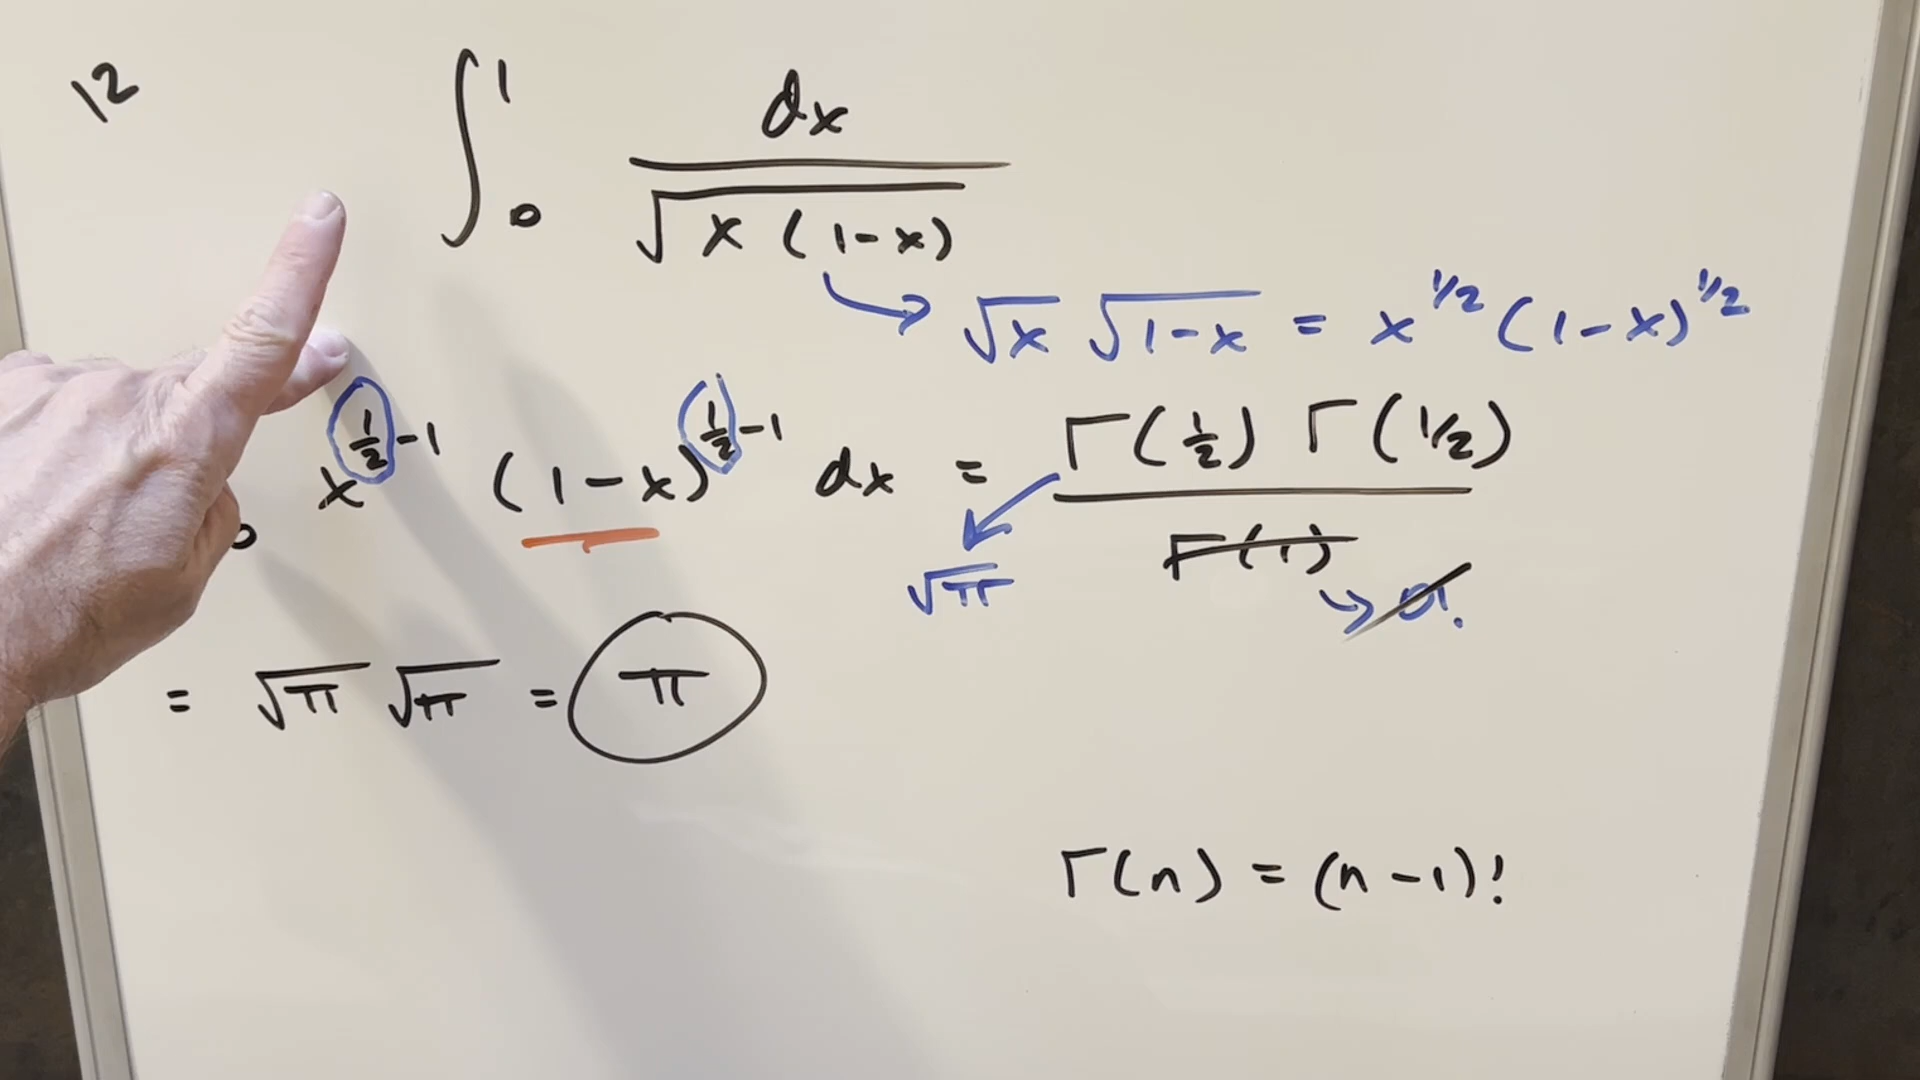 12
∫₀¹ dx / √(x(1-x))
→ √x √(1-x) = x^(1/2) (1-x)^(1/2)
0 x^(1/2 -1) (1-x)^(1/2 -1) dx = Γ(1/2) Γ(1/2) / Γ(1)
√π → 0!
= √π √π = π
Γ(n) = (n-1)!